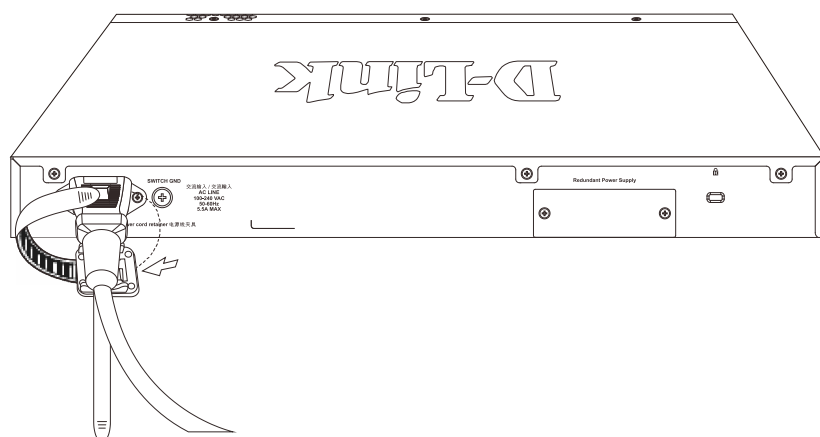 D-Link
SWITCH GND
交流输入 / 交流輸入
AC LINE
100-240 VAC
50-60Hz
5.5A MAX
Redundant Power Supply
cord retainer 电源线夹具